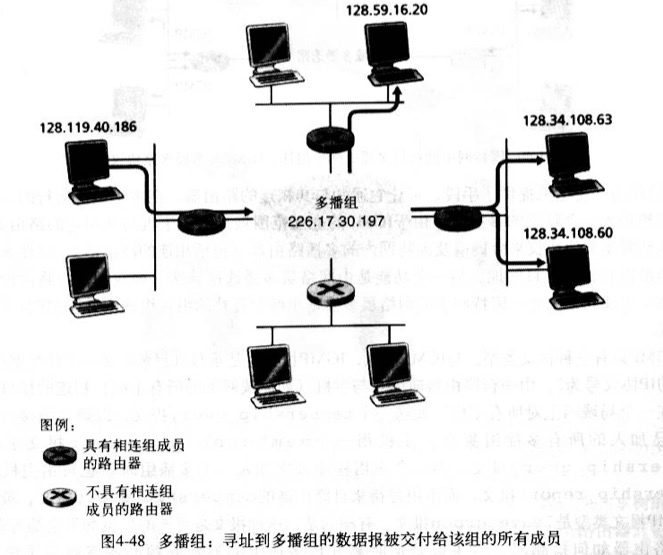 128.59.16.20
128.119.40.186
128.34.108.63
多播组
226.17.30.197
128.34.108.60
图例:
具有相连组成员
的路由器
不具有相连组
成员的路由器
图4-48 多播组:寻址到多播组的数据报被交付给该组的所有成员